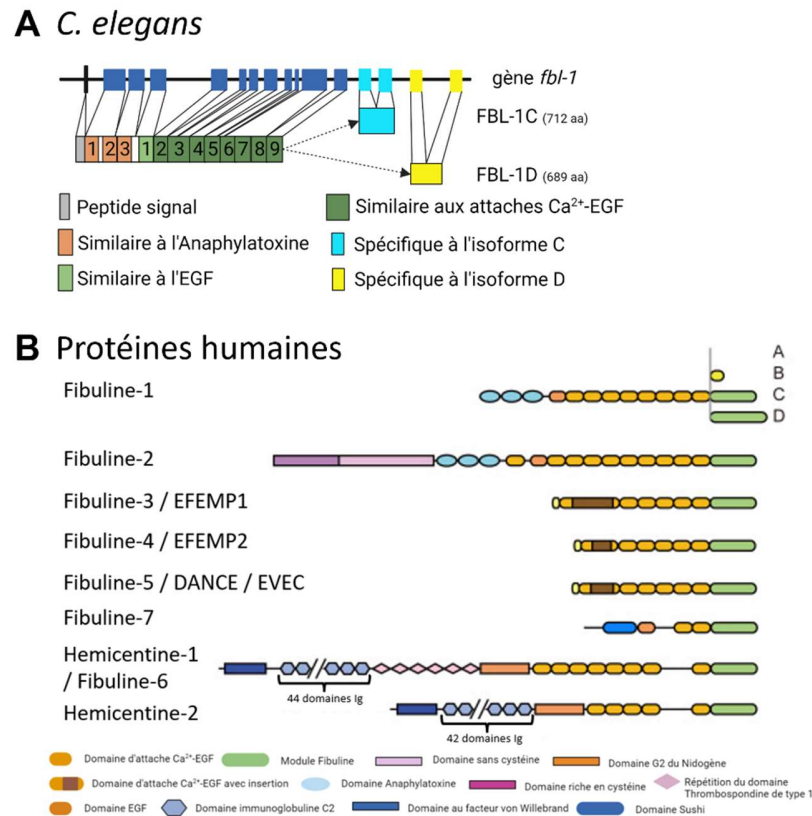 A C. elegans
gène fbl-1
FBL-1C (712 aa)
1 2 3 1 2 3 4 5 6 7 8 9
FBL-1D (689 aa)
Peptide signal
Similaire aux attaches Ca²⁺-EGF
Similaire à l'Anaphylatoxine
Spécifique à l'isoforme C
Similaire à l'EGF
Spécifique à l'isoforme D
B Protéines humaines
A
B
Fibuline-1
C
D
Fibuline-2
Fibuline-3 / EFEMP1
Fibuline-4 / EFEMP2
Fibuline-5 / DANCE / EVEC
Fibuline-7
Hemicentine-1
/ Fibuline-6
44 domaines Ig
Hemicentine-2
42 domaines Ig
Domaine d'attache Ca²⁺-EGF
Module Fibuline
Domaine sans cystéine
Domaine G2 du Nidogène
Domaine d'attache Ca²⁺-EGF avec insertion
Domaine Anaphylatoxine
Domaine riche en cystéine
Répétition du domaine
Thrombospondine de type 1
Domaine EGF
Domaine immunoglobuline C2
Domaine au facteur von Willebrand
Domaine Sushi